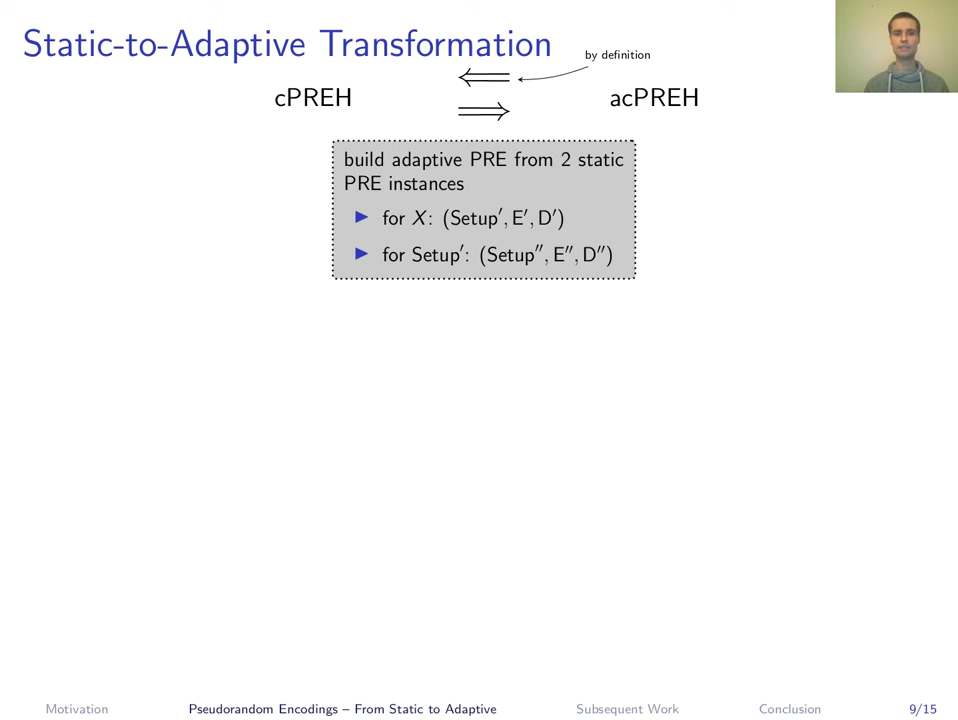 Static-to-Adaptive Transformation
by definition
cPREH ⟸ acPREH
⟹
build adaptive PRE from 2 static
PRE instances
▶ for X: (Setup′, E′, D′)
▶ for Setup′: (Setup″, E″, D″)
Motivation Pseudorandom Encodings – From Static to Adaptive Subsequent Work Conclusion 9/15